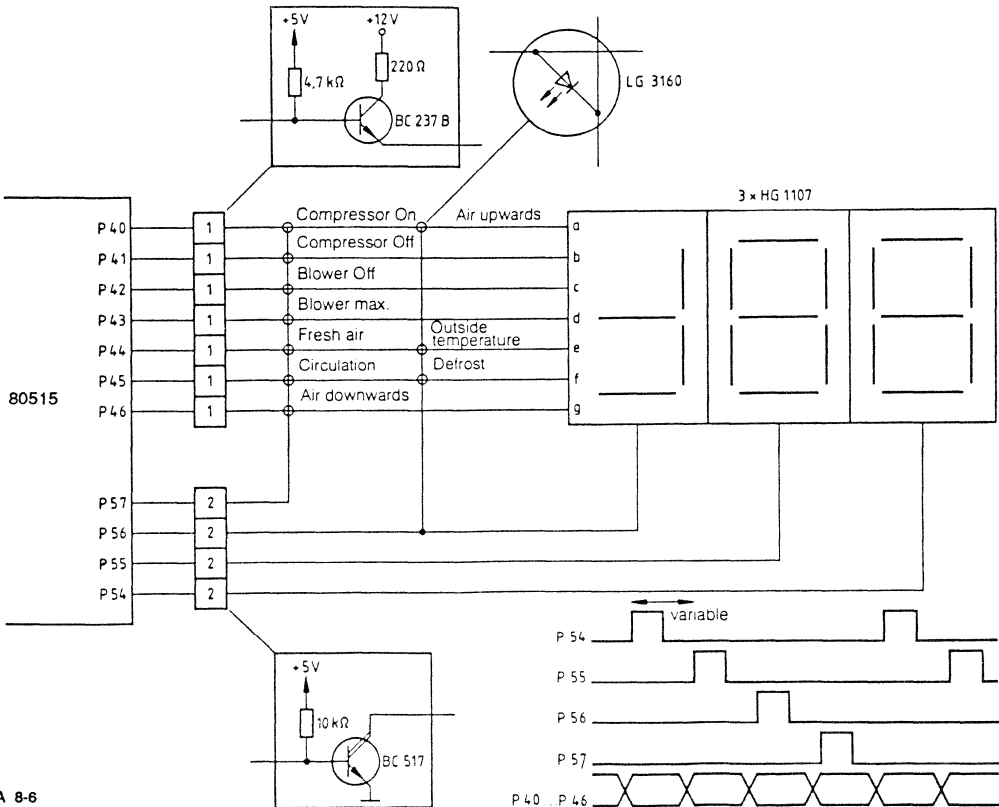 +5V
+12V
4,7 kΩ
220 Ω
BC 237 B
LG 3160
3 × HG 1107
80515
P 40
1
Compressor On
Air upwards
a
P 41
1
Compressor Off
b
P 42
1
Blower Off
c
P 43
1
Blower max.
d
P 44
1
Fresh air
Outside
temperature
e
P 45
1
Circulation
Defrost
f
P 46
1
Air downwards
g
P 57
2
P 56
2
P 55
2
P 54
2
+5V
10 kΩ
BC 517
variable
P 54
P 55
P 56
P 57
P 40...P 46
A 8-6